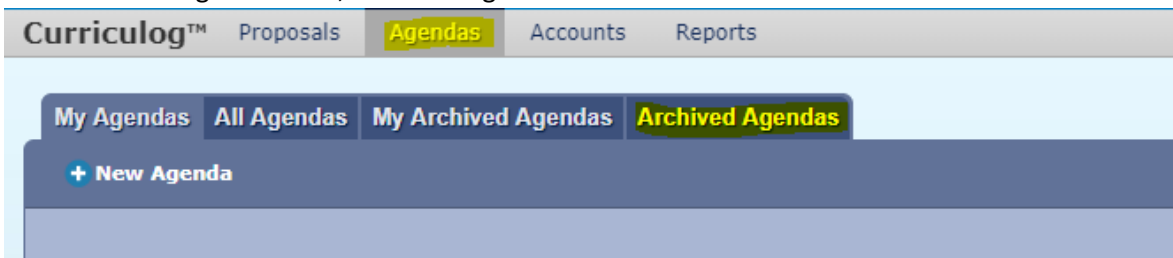 Curriculog™ Proposals Agendas Accounts Reports
My Agendas All Agendas My Archived Agendas Archived Agendas
+ New Agenda